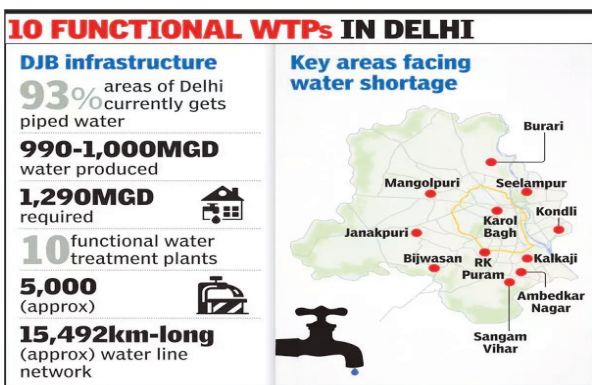 10 FUNCTIONAL WTPs IN DELHI
DJB infrastructure
93% areas of Delhi
currently gets
piped water
990-1,000MGD
water produced
1,290MGD
required
10 functional water
treatment plants
5,000
(approx)
15,492km-long
(approx) water line
network
Key areas facing
water shortage
Burari
Mangolpuri
Seelampur
Karol
Bagh
Kondli
Janakpuri
Bijwasan
RK
Puram
Kalkaji
Ambedkar
Nagar
Sangam
Vihar